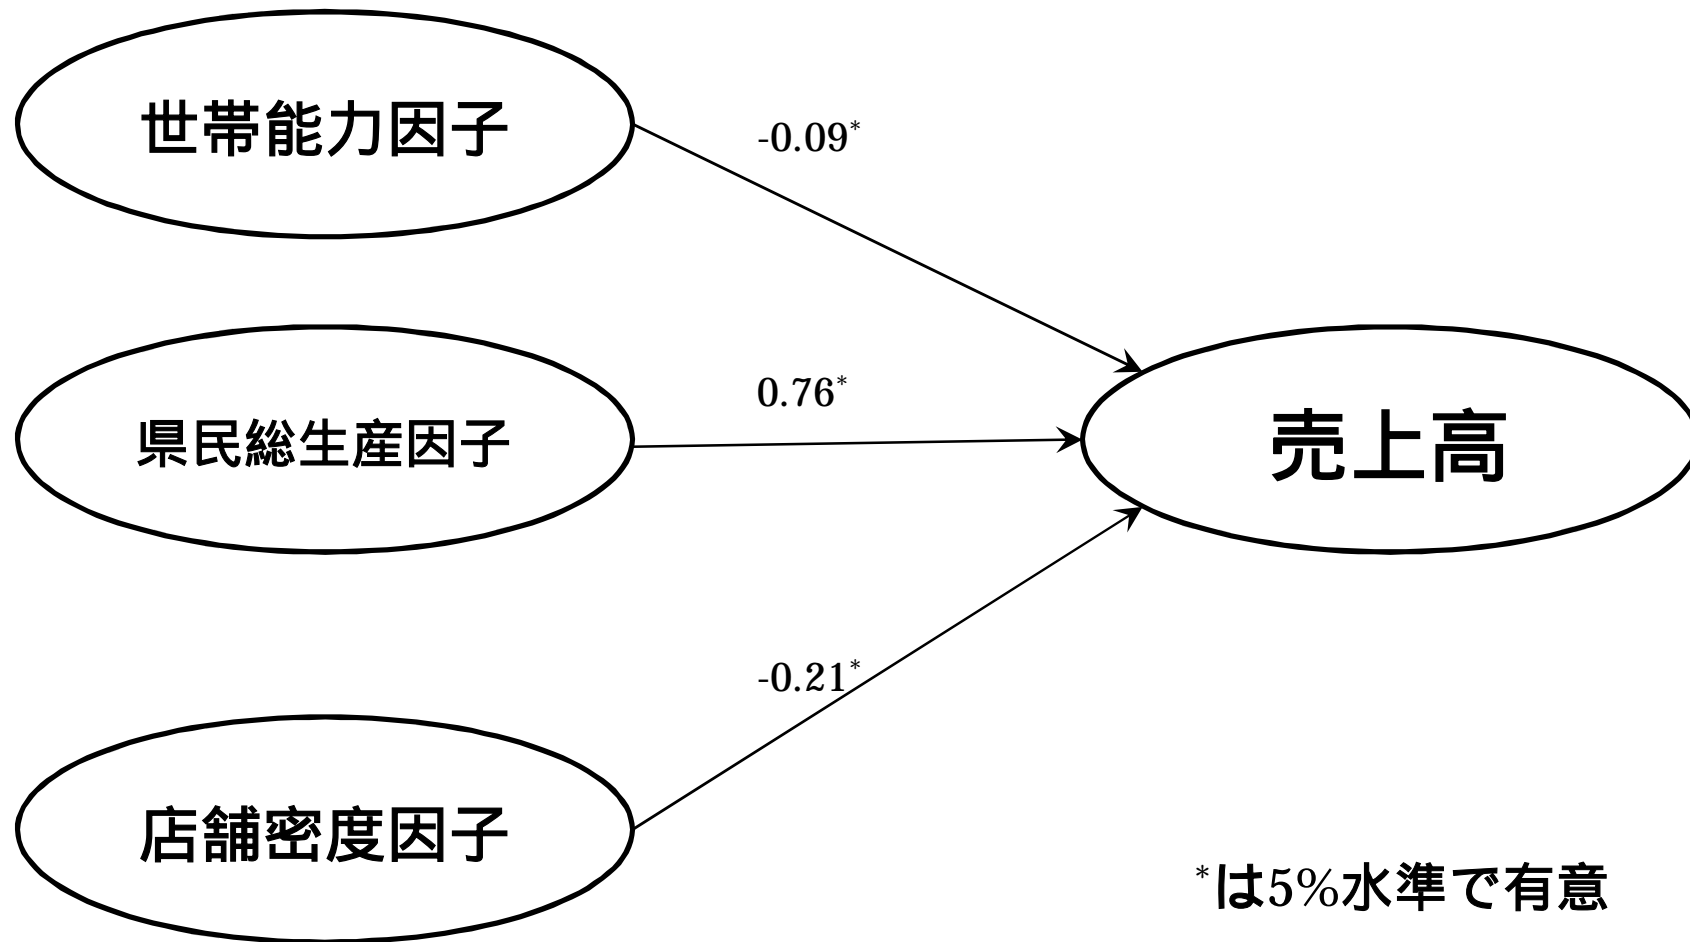 世帯能力因子
-0.09*
県民総生産因子
0.76*
売上高
-0.21*
店舗密度因子
*は5%水準で有意